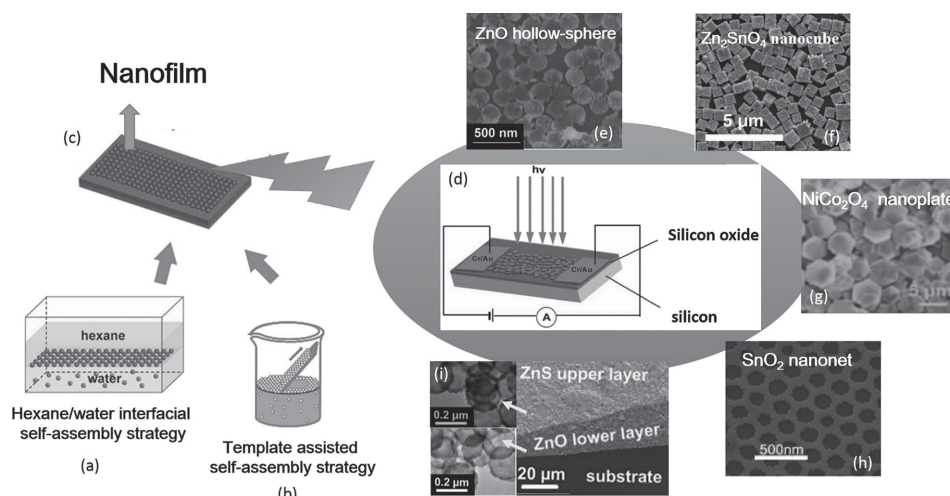 Nanofilm
(c)
hexane
water
Hexane/water interfacial
self-assembly strategy
(a)
Template assisted
self-assembly strategy
(b)
ZnO hollow-sphere
500 nm
(e)
Zn₂SnO₄ nanocube
5 μm
(f)
(d)
hv
Cr/Au
Cr/Au
Silicon oxide
silicon
A
NiCo₂O₄ nanoplate
5 μm
(g)
(i)
0.2 μm
0.2 μm
ZnS upper layer
ZnO lower layer
20 μm
substrate
SnO₂ nanonet
500nm
(h)